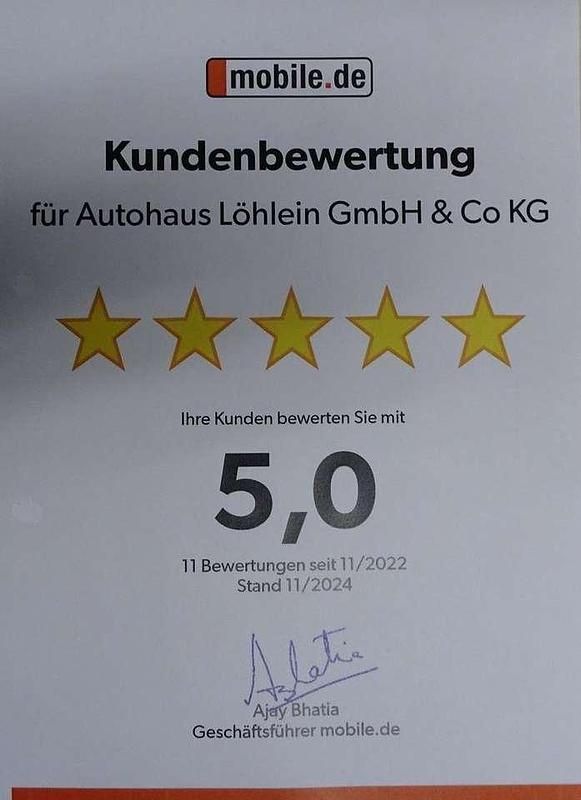 mobile.de
Kundenbewertung
für Autohaus Löhlein GmbH & Co KG
Ihre Kunden bewerten Sie mit
5,0
11 Bewertungen seit 11/2022
Stand 11/2024
Ajay Bhatia
Geschäftsführer mobile.de